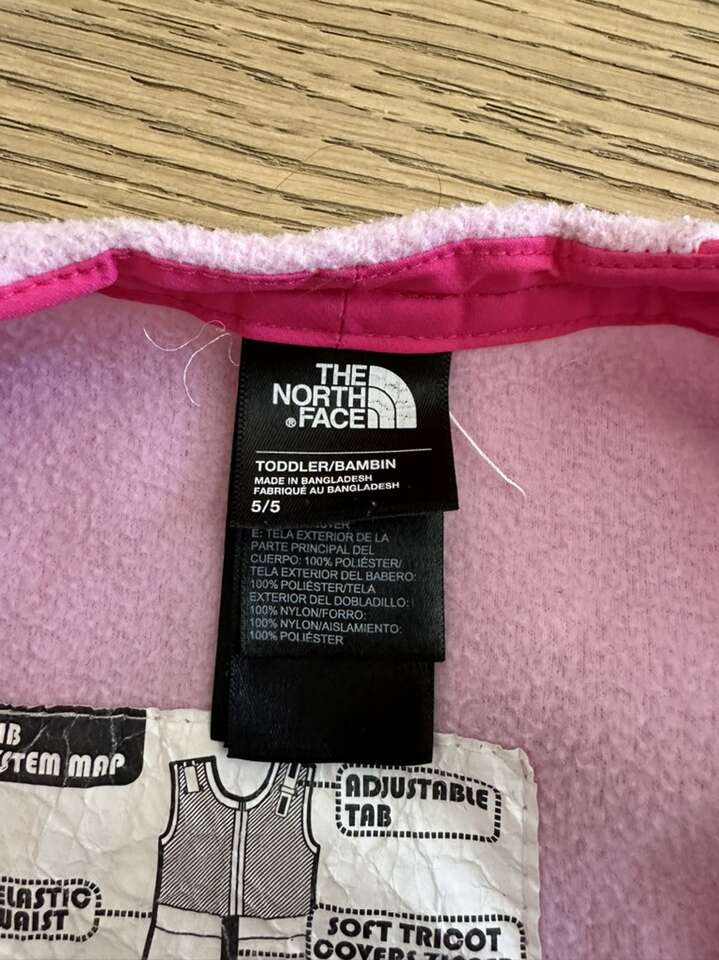 THE
NORTH
®FACE
TODDLER/BAMBIN
MADE IN BANGLADESH
FABRIQUÉ AU BANGLADESH
5/5
E: TELA EXTERIOR DE LA
PARTE PRINCIPAL DEL
CUERPO: 100% POLIÉSTER/
TELA EXTERIOR DEL BABERO:
100% POLIÉSTER/TELA
EXTERIOR DEL DOBLADILLO:
100% NYLON/FORRO:
100% NYLON/AISLAMIENTO:
100% POLIÉSTER
IB
STEM MAP
ADJUSTABLE
TAB
ELASTIC
WAIST
SOFT TRICOT
COVERS